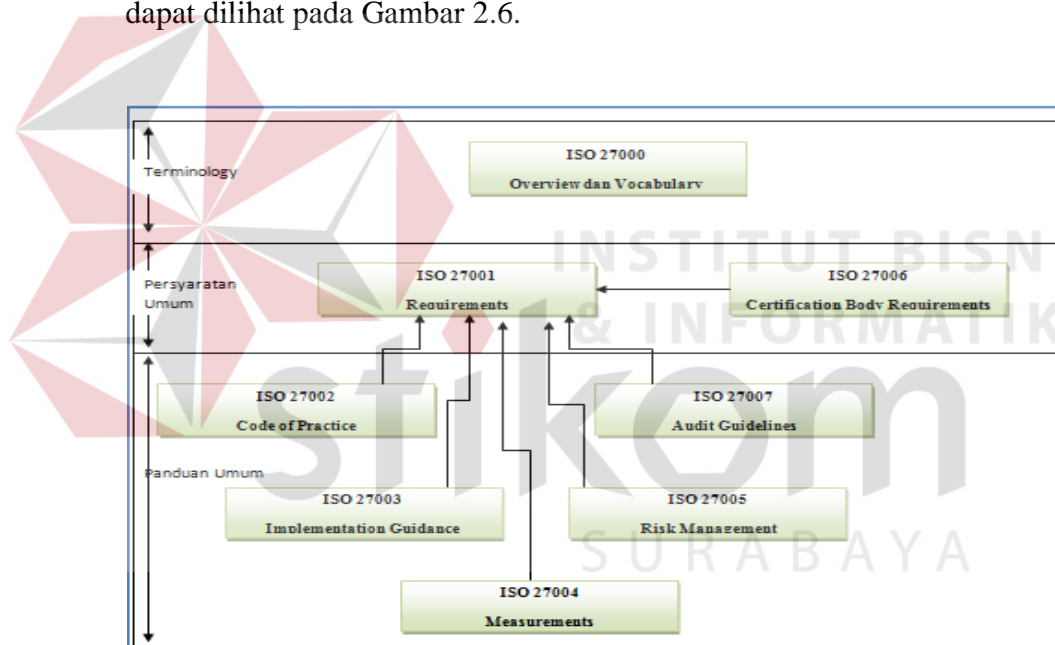 dapat dilihat pada Gambar 2.6.
Terminology
ISO 27000
Overview dan Vocabulary
INSTITUT BISN
Persyaratan
Umum
ISO 27001
Requirements
ISO 27006
Certification Body Requirements
& INFORMATIK
stikom
ISO 27002
Code of Practice
ISO 27007
Audit Guidelines
Panduan Umum
ISO 27003
Implementation Guidance
ISO 27005
Risk Management
SURABAYA
ISO 27004
Measurements